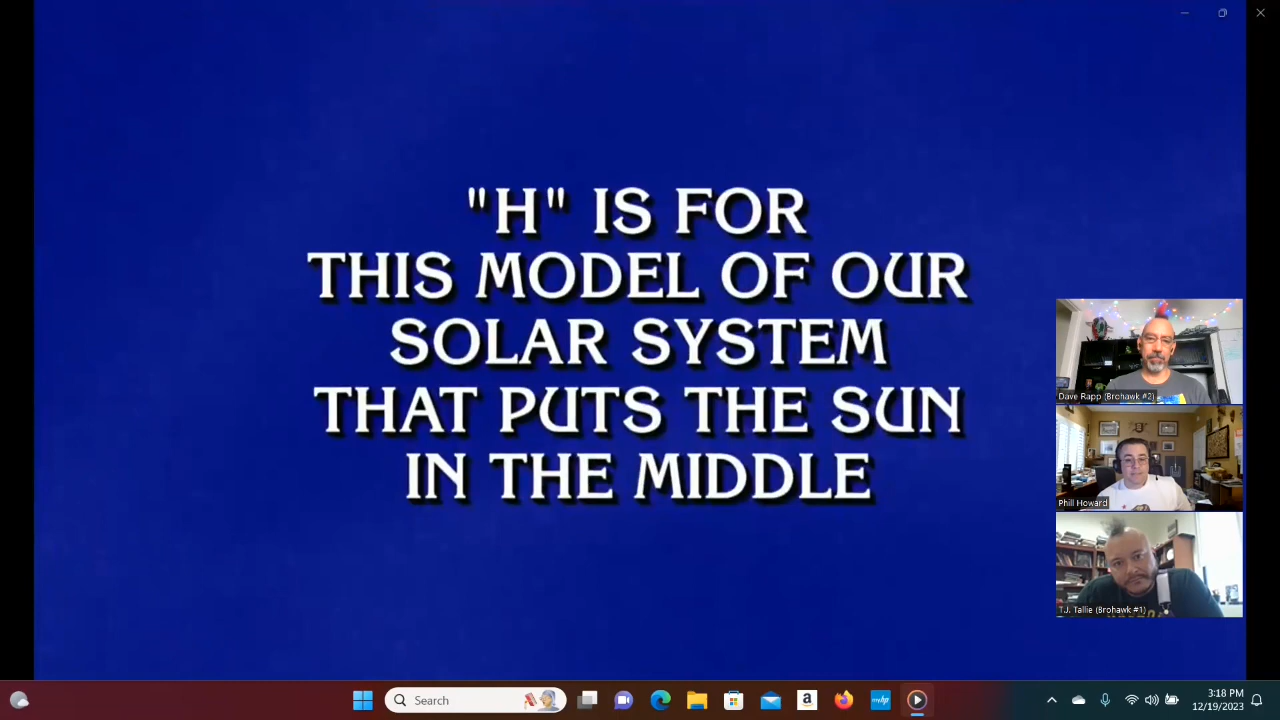 "H" IS FOR
THIS MODEL OF OUR
SOLAR SYSTEM
THAT PUTS THE SUN
IN THE MIDDLE
Dave Rapp (Brohawk #2)
Phill Howard
T.J. Tallie (Brohawk #1)
Search
a
myhp
3:18 PM
12/19/2023